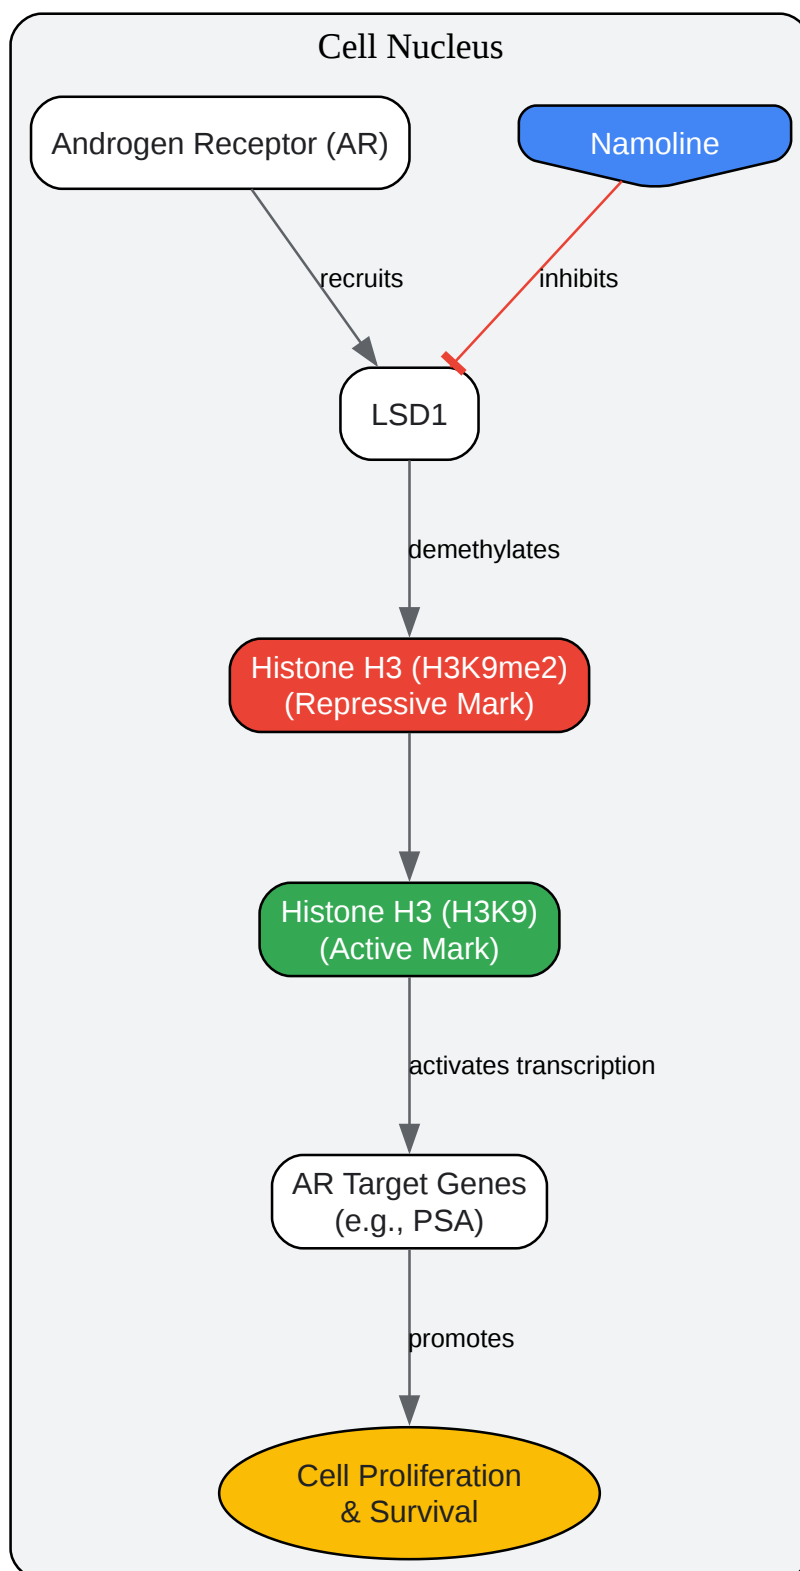 Cell Nucleus
Androgen Receptor (AR)
Namoline
recruits
inhibits
LSD1
demethylates
Histone H3 (H3K9me2)
(Repressive Mark)
Histone H3 (H3K9)
(Active Mark)
activates transcription
AR Target Genes
(e.g., PSA)
promotes
Cell Proliferation
& Survival